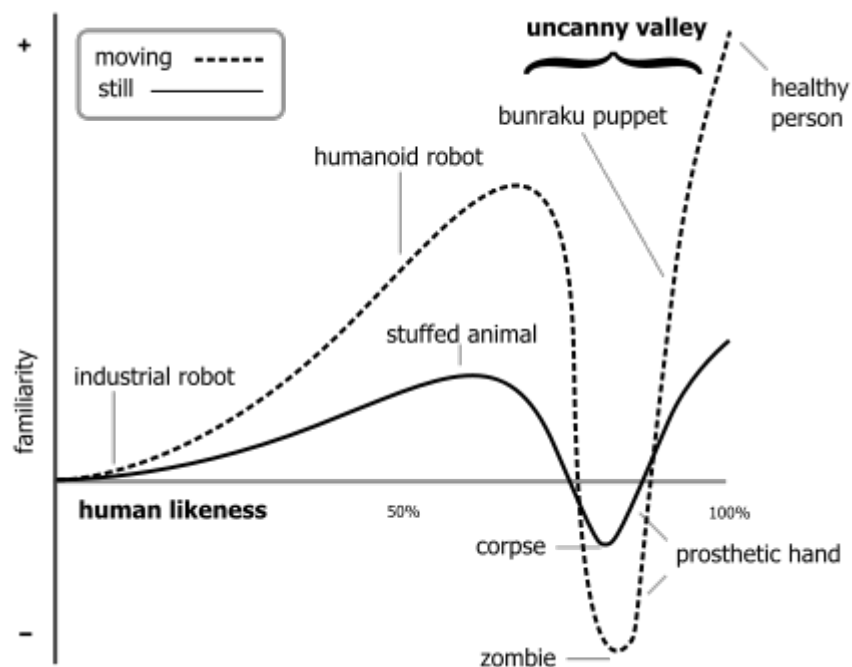 +
uncanny valley
moving
still
healthy
person
bunraku puppet
humanoid robot
stuffed animal
industrial robot
familiarity
human likeness
50%
100%
corpse
prosthetic hand
–
zombie